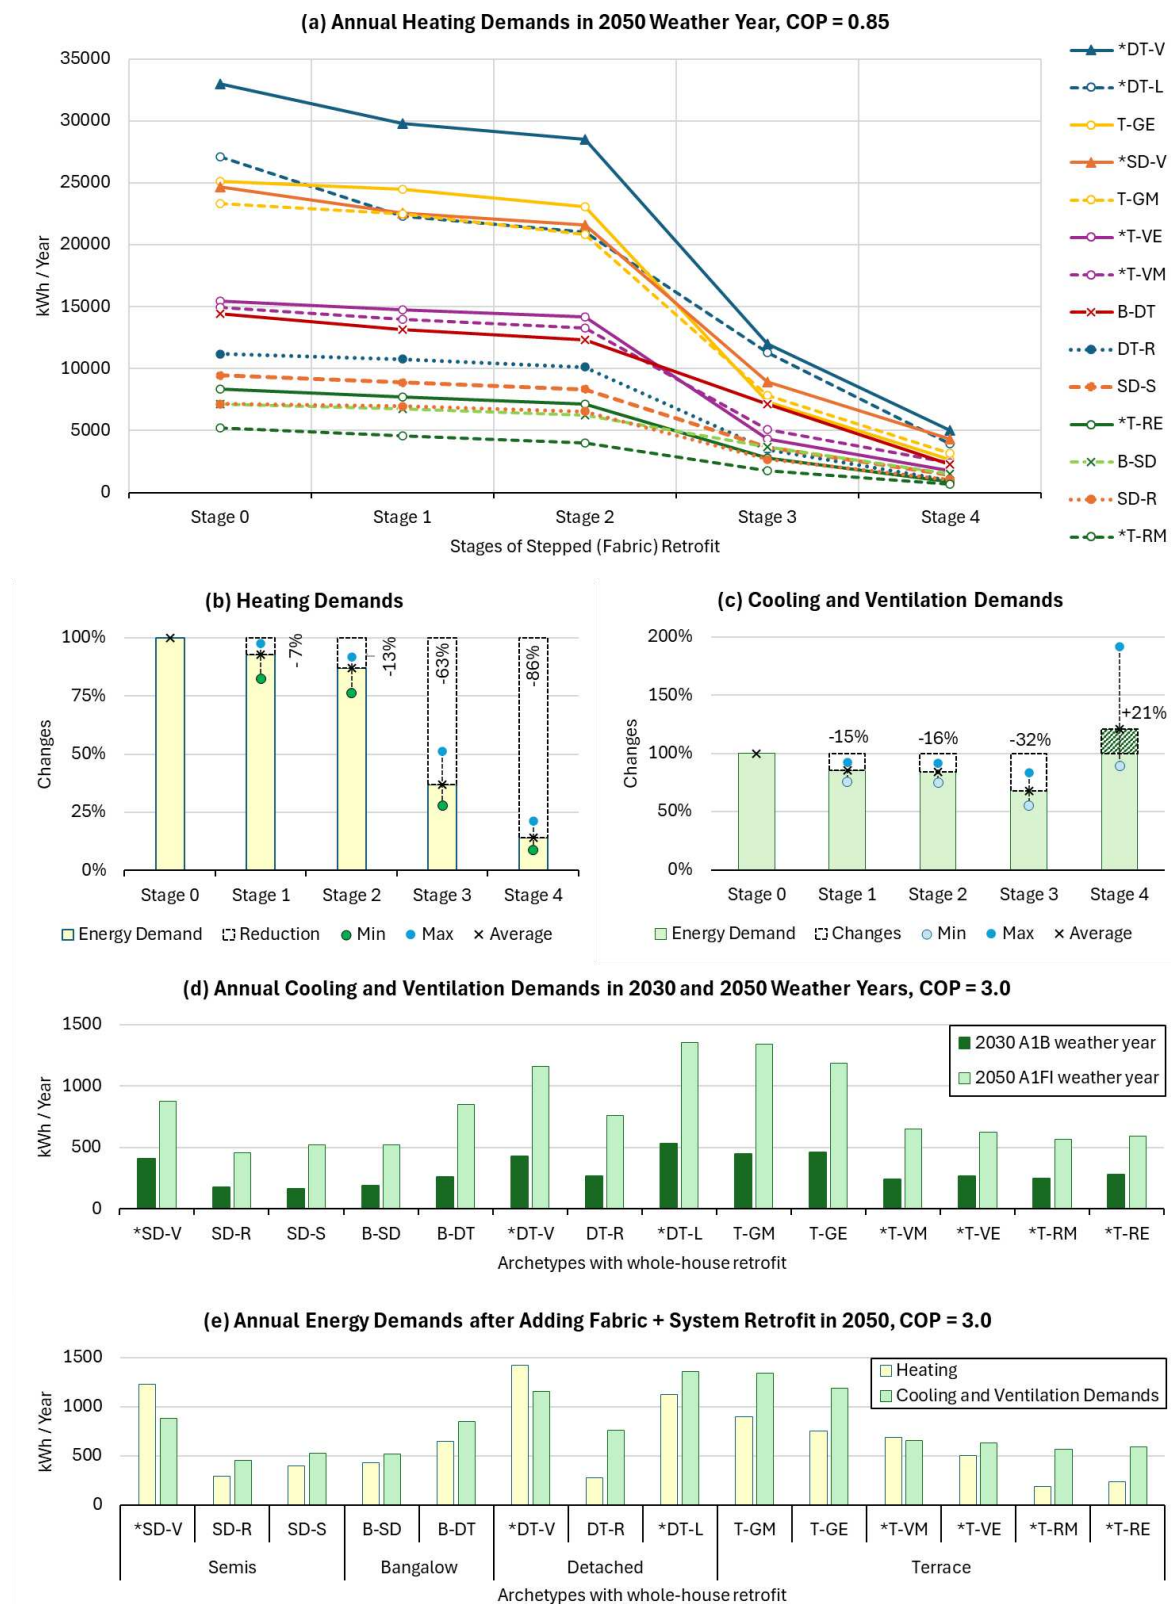 (a) Annual Heating Demands in 2050 Weather Year, COP = 0.85
35000
30000
25000
20000
15000
10000
5000
0
kWh / Year
Stage 0
Stage 1
Stage 2
Stage 3
Stage 4
Stages of Stepped (Fabric) Retrofit
*DT-V
*DT-L
T-GE
*SD-V
T-GM
*T-VE
*T-VM
B-DT
DT-R
SD-S
*T-RE
B-SD
SD-R
*T-RM
(b) Heating Demands
100%
75%
50%
25%
0%
Changes
- 7%
-13%
-63%
-86%
Stage 0
Stage 1
Stage 2
Stage 3
Stage 4
Energy Demand
Reduction
Min
Max
Average
(c) Cooling and Ventilation Demands
200%
150%
100%
50%
0%
Changes
-15%
-16%
-32%
+21%
Stage 0
Stage 1
Stage 2
Stage 3
Stage 4
Energy Demand
Changes
Min
Max
Average
(d) Annual Cooling and Ventilation Demands in 2030 and 2050 Weather Years, COP = 3.0
1500
1000
500
0
kWh / Year
2030 A1B weather year
2050 A1FI weather year
*SD-V
SD-R
SD-S
B-SD
B-DT
*DT-V
DT-R
*DT-L
T-GM
T-GE
*T-VM
*T-VE
*T-RM
*T-RE
Archetypes with whole-house retrofit
(e) Annual Energy Demands after Adding Fabric + System Retrofit in 2050, COP = 3.0
1500
1000
500
0
kWh / Year
Heating
Cooling and Ventilation Demands
*SD-V
SD-R
SD-S
B-SD
B-DT
*DT-V
DT-R
*DT-L
T-GM
T-GE
*T-VM
*T-VE
*T-RM
*T-RE
Semis
Bangalow
Detached
Terrace
Archetypes with whole-house retrofit